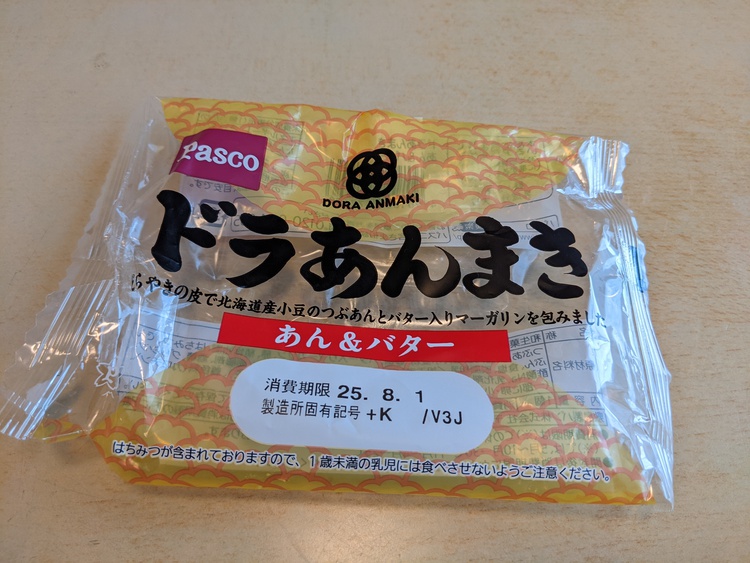 Pasco
DORA ANMAKI
ドラあんまき
やきの皮で北海道産小豆のつぶあんとバター入りマーガリンを包みました
あん&バター
消費期限 25. 8. 1
製造所固有記号 +K /V3J
はちみつが含まれておりますので、1歳未満の乳児には食べさせないようご注意ください。